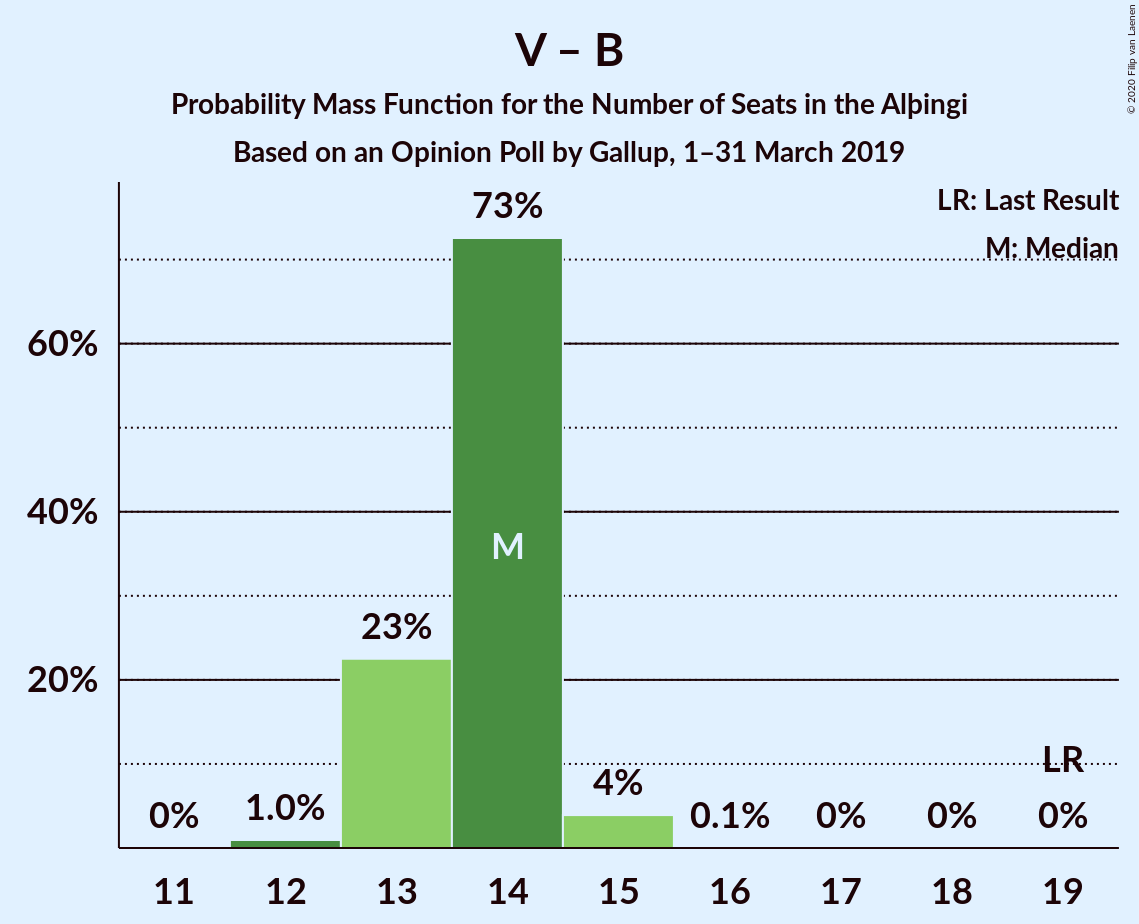 V – B
Probability Mass Function for the Number of Seats in the Alþingi
Based on an Opinion Poll by Gallup, 1–31 March 2019
© 2020 Filip van Laenen
LR: Last Result
M: Median
73%
60%
40%
M
23%
20%
LR
4%
0%
1.0%
0.1%
0%
0%
0%
11
12
13
14
15
16
17
18
19